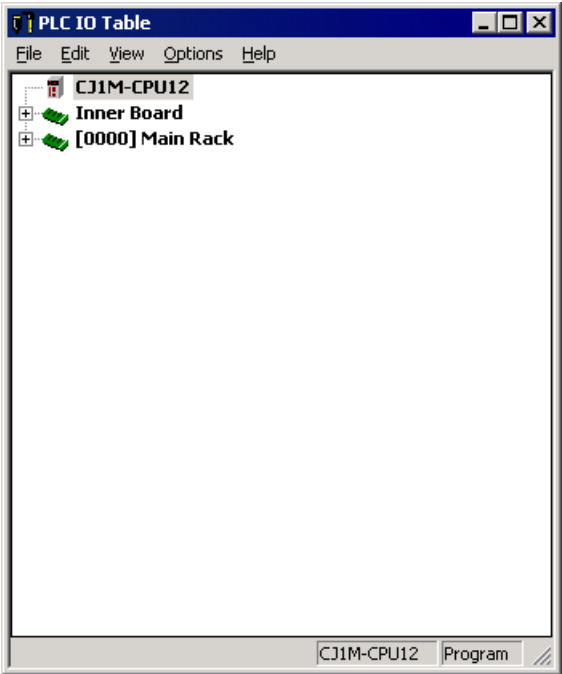 PLC IO Table
File Edit View Options Help
CJ1M-CPU12
Inner Board
[0000] Main Rack
CJ1M-CPU12 Program